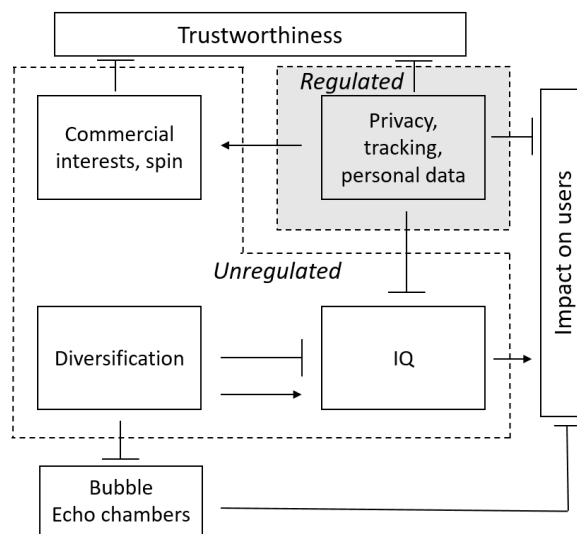 Trustworthiness
Regulated
Commercial
interests, spin
Privacy,
tracking,
personal data
Impact on users
Unregulated
Diversification
IQ
Bubble
Echo chambers